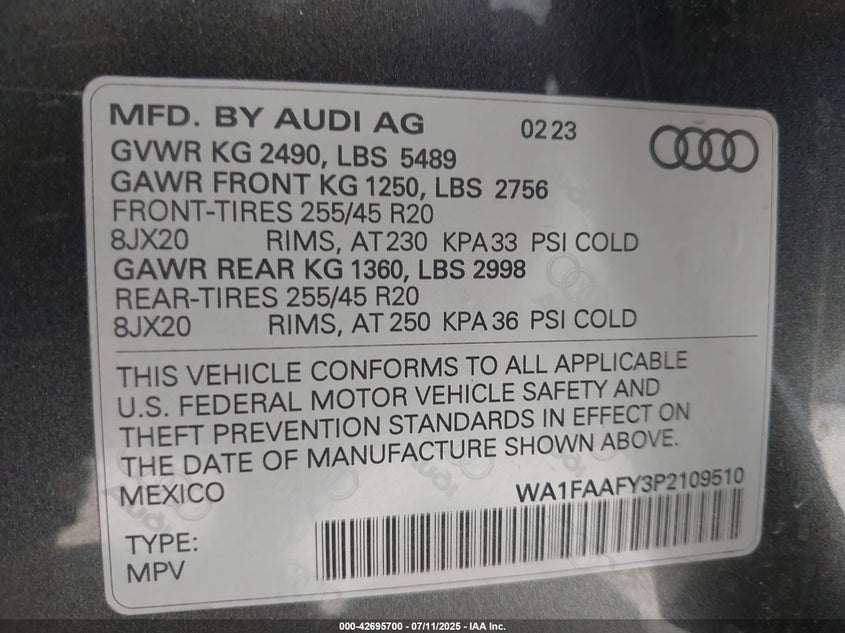 MFD. BY AUDI AG 02 23
GVWR KG 2490, LBS 5489
GAWR FRONT KG 1250, LBS 2756
FRONT-TIRES 255/45 R20
8JX20 RIMS, AT 230 KPA 33 PSI COLD
GAWR REAR KG 1360, LBS 2998
REAR-TIRES 255/45 R20
8JX20 RIMS, AT 250 KPA 36 PSI COLD
THIS VEHICLE CONFORMS TO ALL APPLICABLE
U.S. FEDERAL MOTOR VEHICLE SAFETY AND
THEFT PREVENTION STANDARDS IN EFFECT ON
THE DATE OF MANUFACTURE SHOWN ABOVE.
MEXICO WA1FAAFY3P2109510
TYPE:
MPV
000-42695700 - 07/11/2025 - IAA Inc.